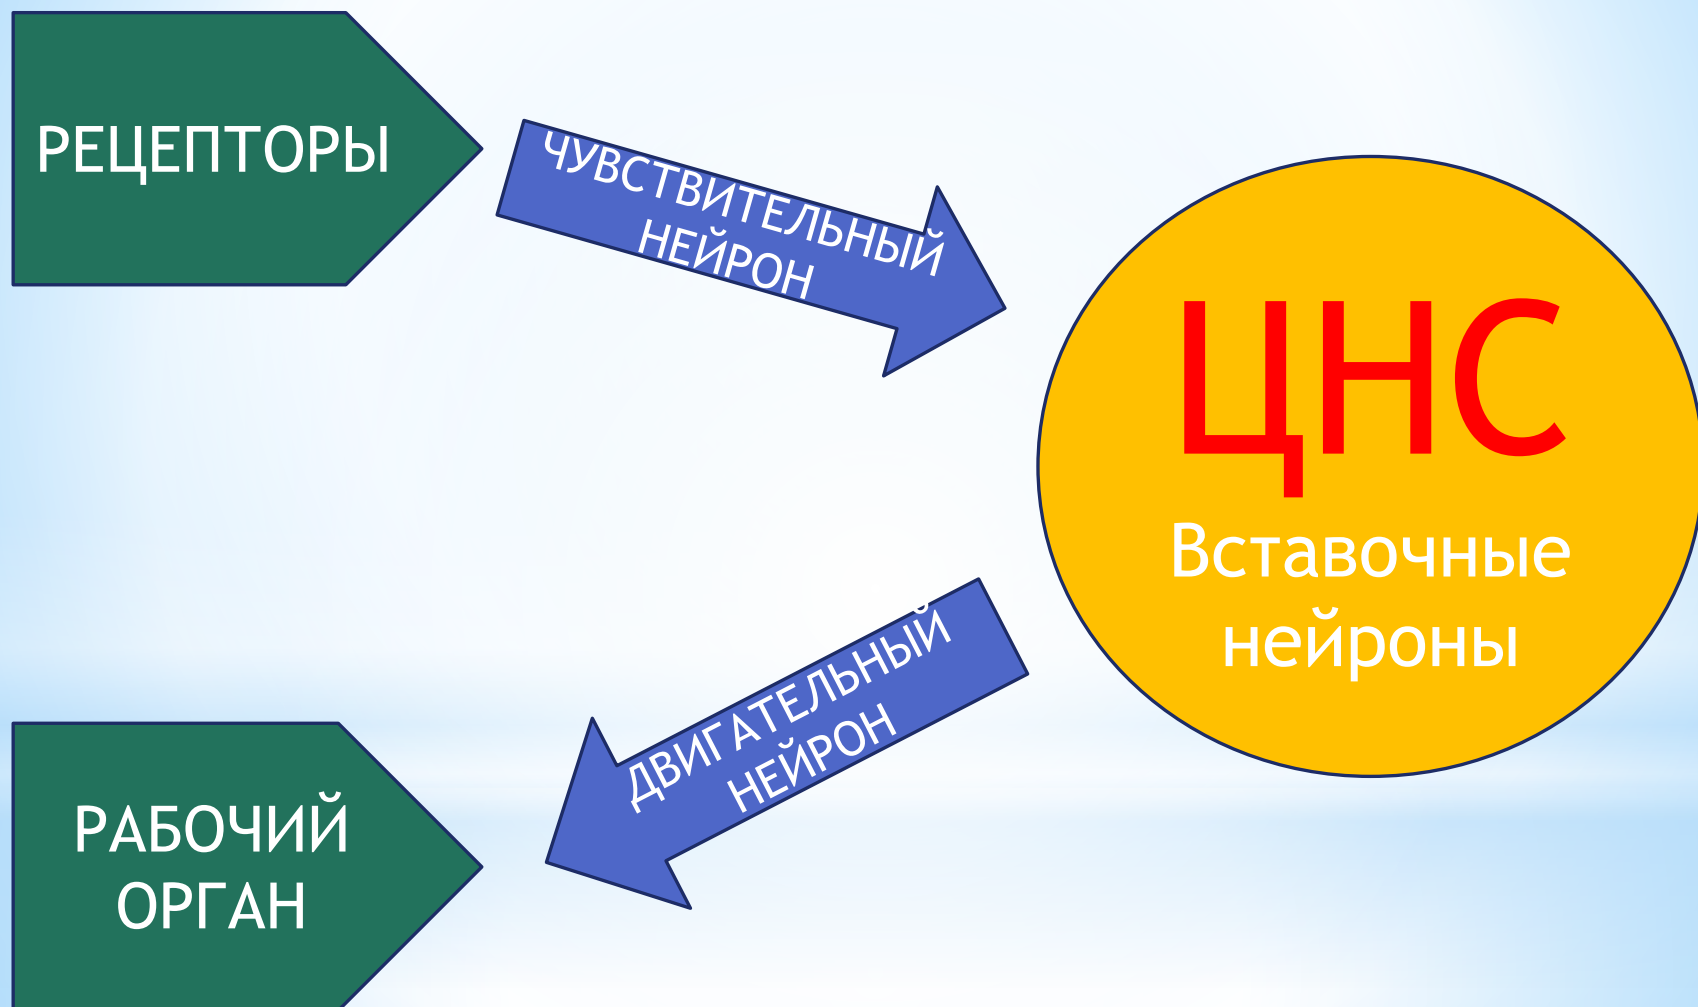 РЕЦЕПТОРЫ
ЧУВСТВИТЕЛЬНЫЙ
НЕЙРОН
ЦНС
Вставочные
нейроны
ДВИГАТЕЛЬНЫЙ
НЕЙРОН
РАБОЧИЙ
ОРГАН